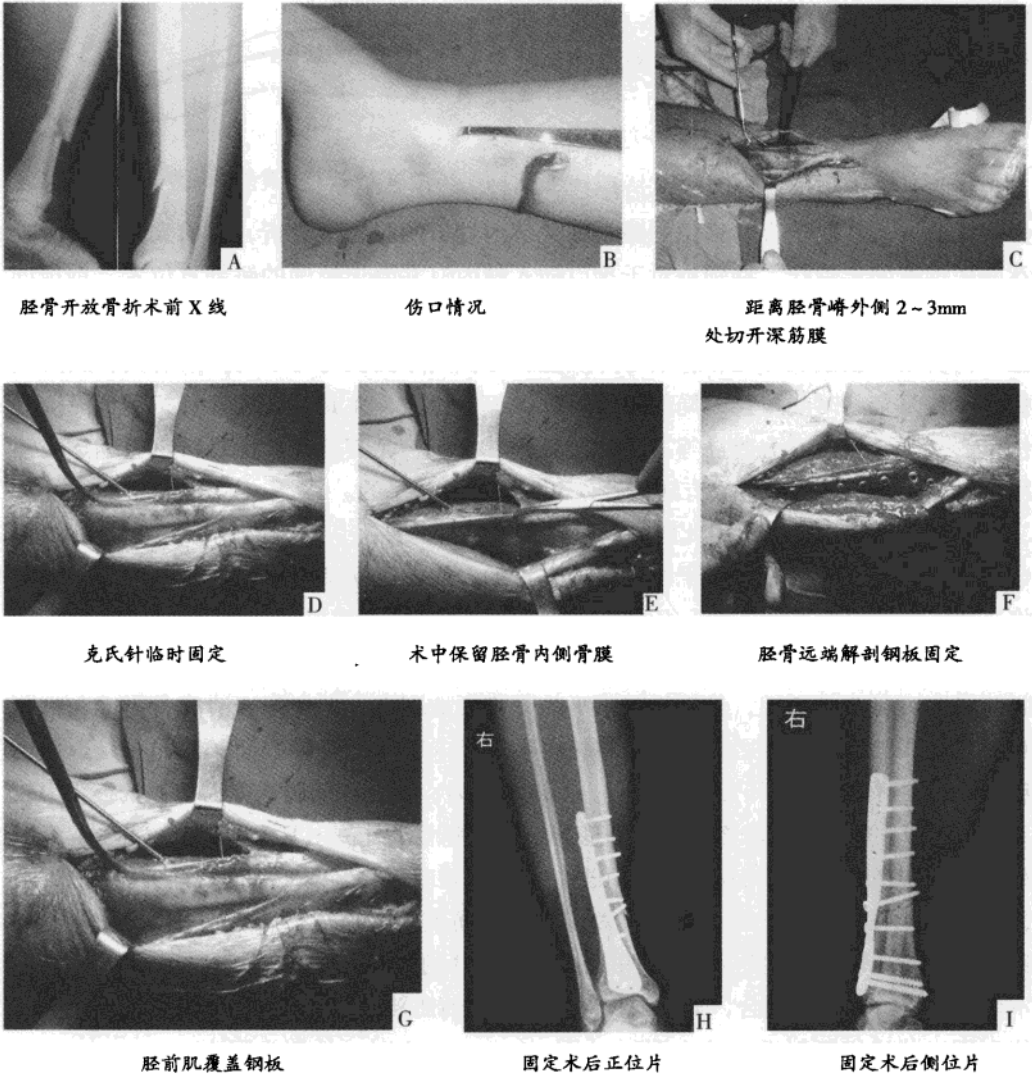 A
B
C
胫骨开放骨折术前 X 线
伤口情况
距离胫骨嵴外侧 2~3mm
处切开深筋膜
D
E
F
克氏针临时固定
术中保留胫骨内侧骨膜
胫骨远端解剖钢板固定
右
右
G
H
I
胫前肌覆盖钢板
固定术后正位片
固定术后侧位片